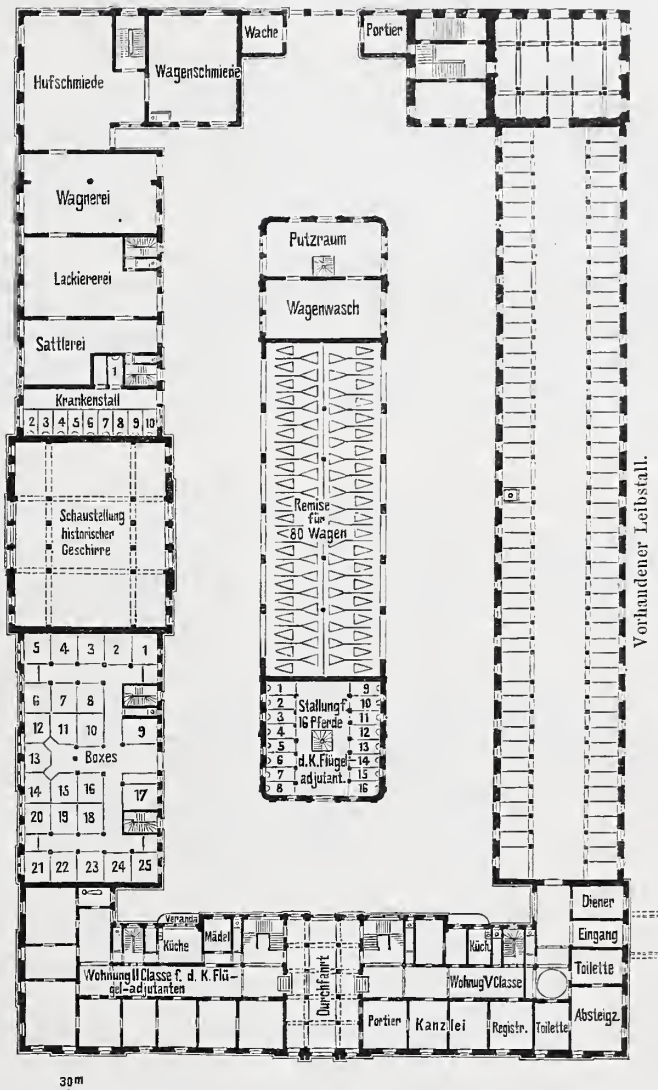 Wache
Portier
Hufschmiede
Wagenschmiede
Wagnerei
Lackiererei
Sattlerei
1
Krankenstall
2 3 4 5 6 7 8 9 10
Schaustellung
historischer
Geschirre
5 4 3 2 1
6 7 8
12 11 10 9
13 Boxes
14 15 16 17
20 19 18
21 22 23 24 25
Putzraum
Wagenwasch
Remise
für
80 Wagen
1 9
2 Stallung f. 10
3 16 Pferde 11
4 12
5 13
6 d. K. Flügel 14
7 adjutant. 15
8 16
Vorhandener Leibstall.
Veranda
Küche
Mädel
Wohnung II Classe f. d. K. Flü-
gel-adjutanten
Durchfahrt
Küch.
Wohnug V Classe
Portier
Kanzlei
Registr.
Toilette
Diener
Eingang
Toilette
Absteigz.
30 m